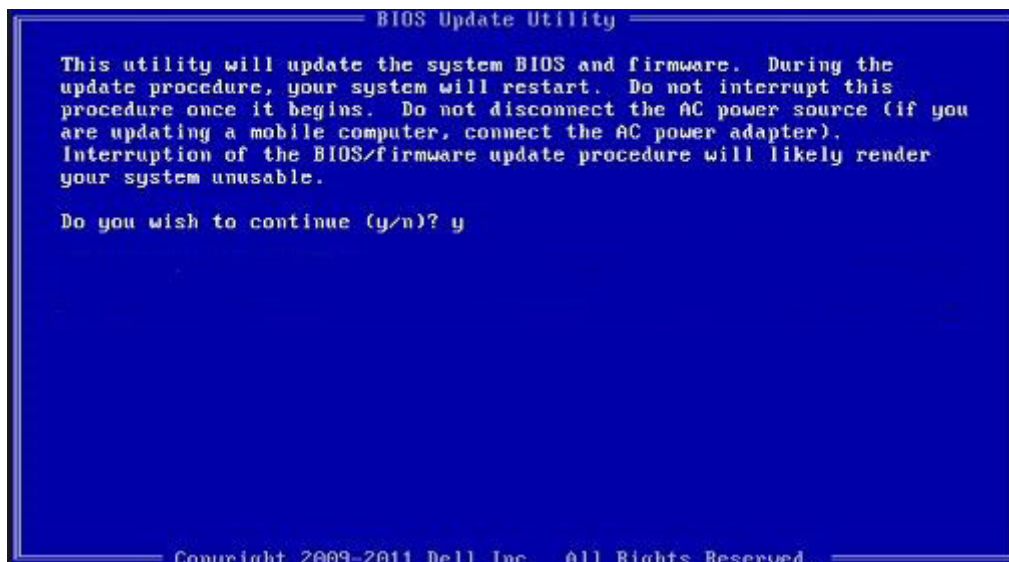 BIOS Update Utility
This utility will update the system BIOS and firmware.  During the
update procedure, your system will restart.  Do not interrupt this
procedure once it begins.  Do not disconnect the AC power source (if you
are updating a mobile computer, connect the AC power adapter).
Interruption of the BIOS/firmware update procedure will likely render
your system unusable.
Do you wish to continue (y/n)? y
Copyright 2009-2011 Dell Inc.  All Rights Reserved.